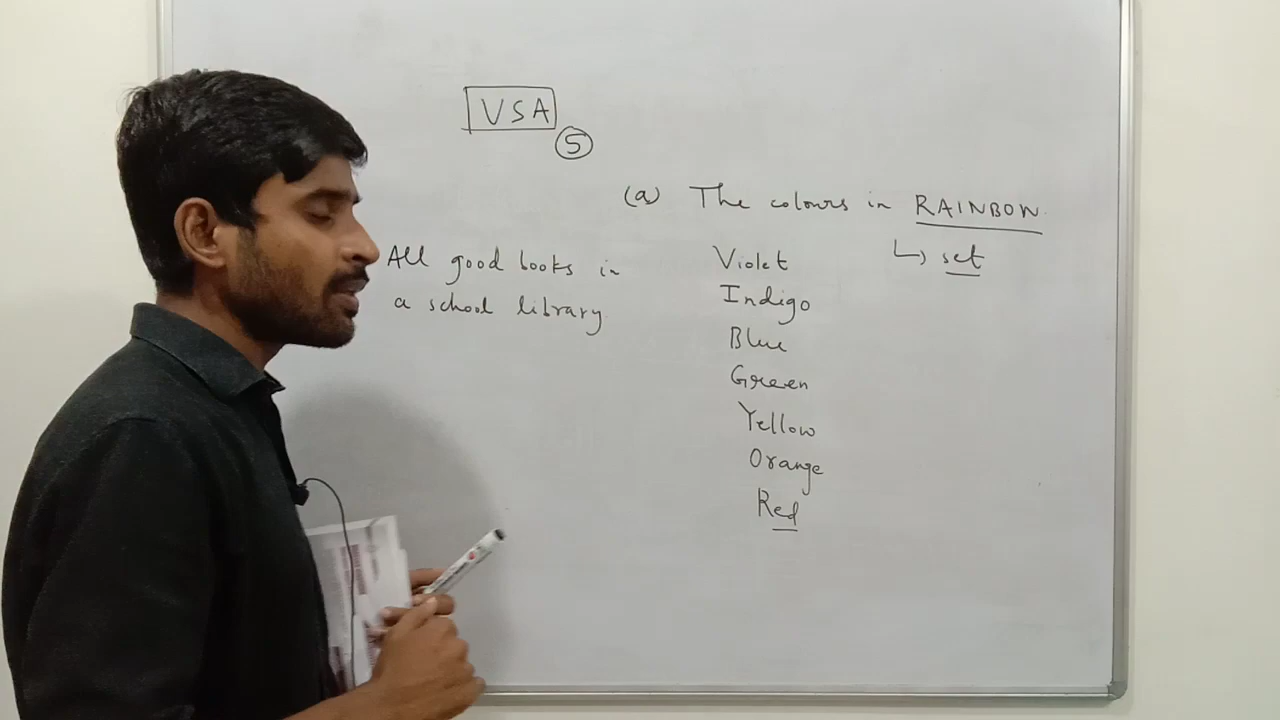 VSA
5
(a) The colours in RAINBOW.
↳ set
All good books in
a school library.
Violet
Indigo
Blue
Green
Yellow
Orange
Red